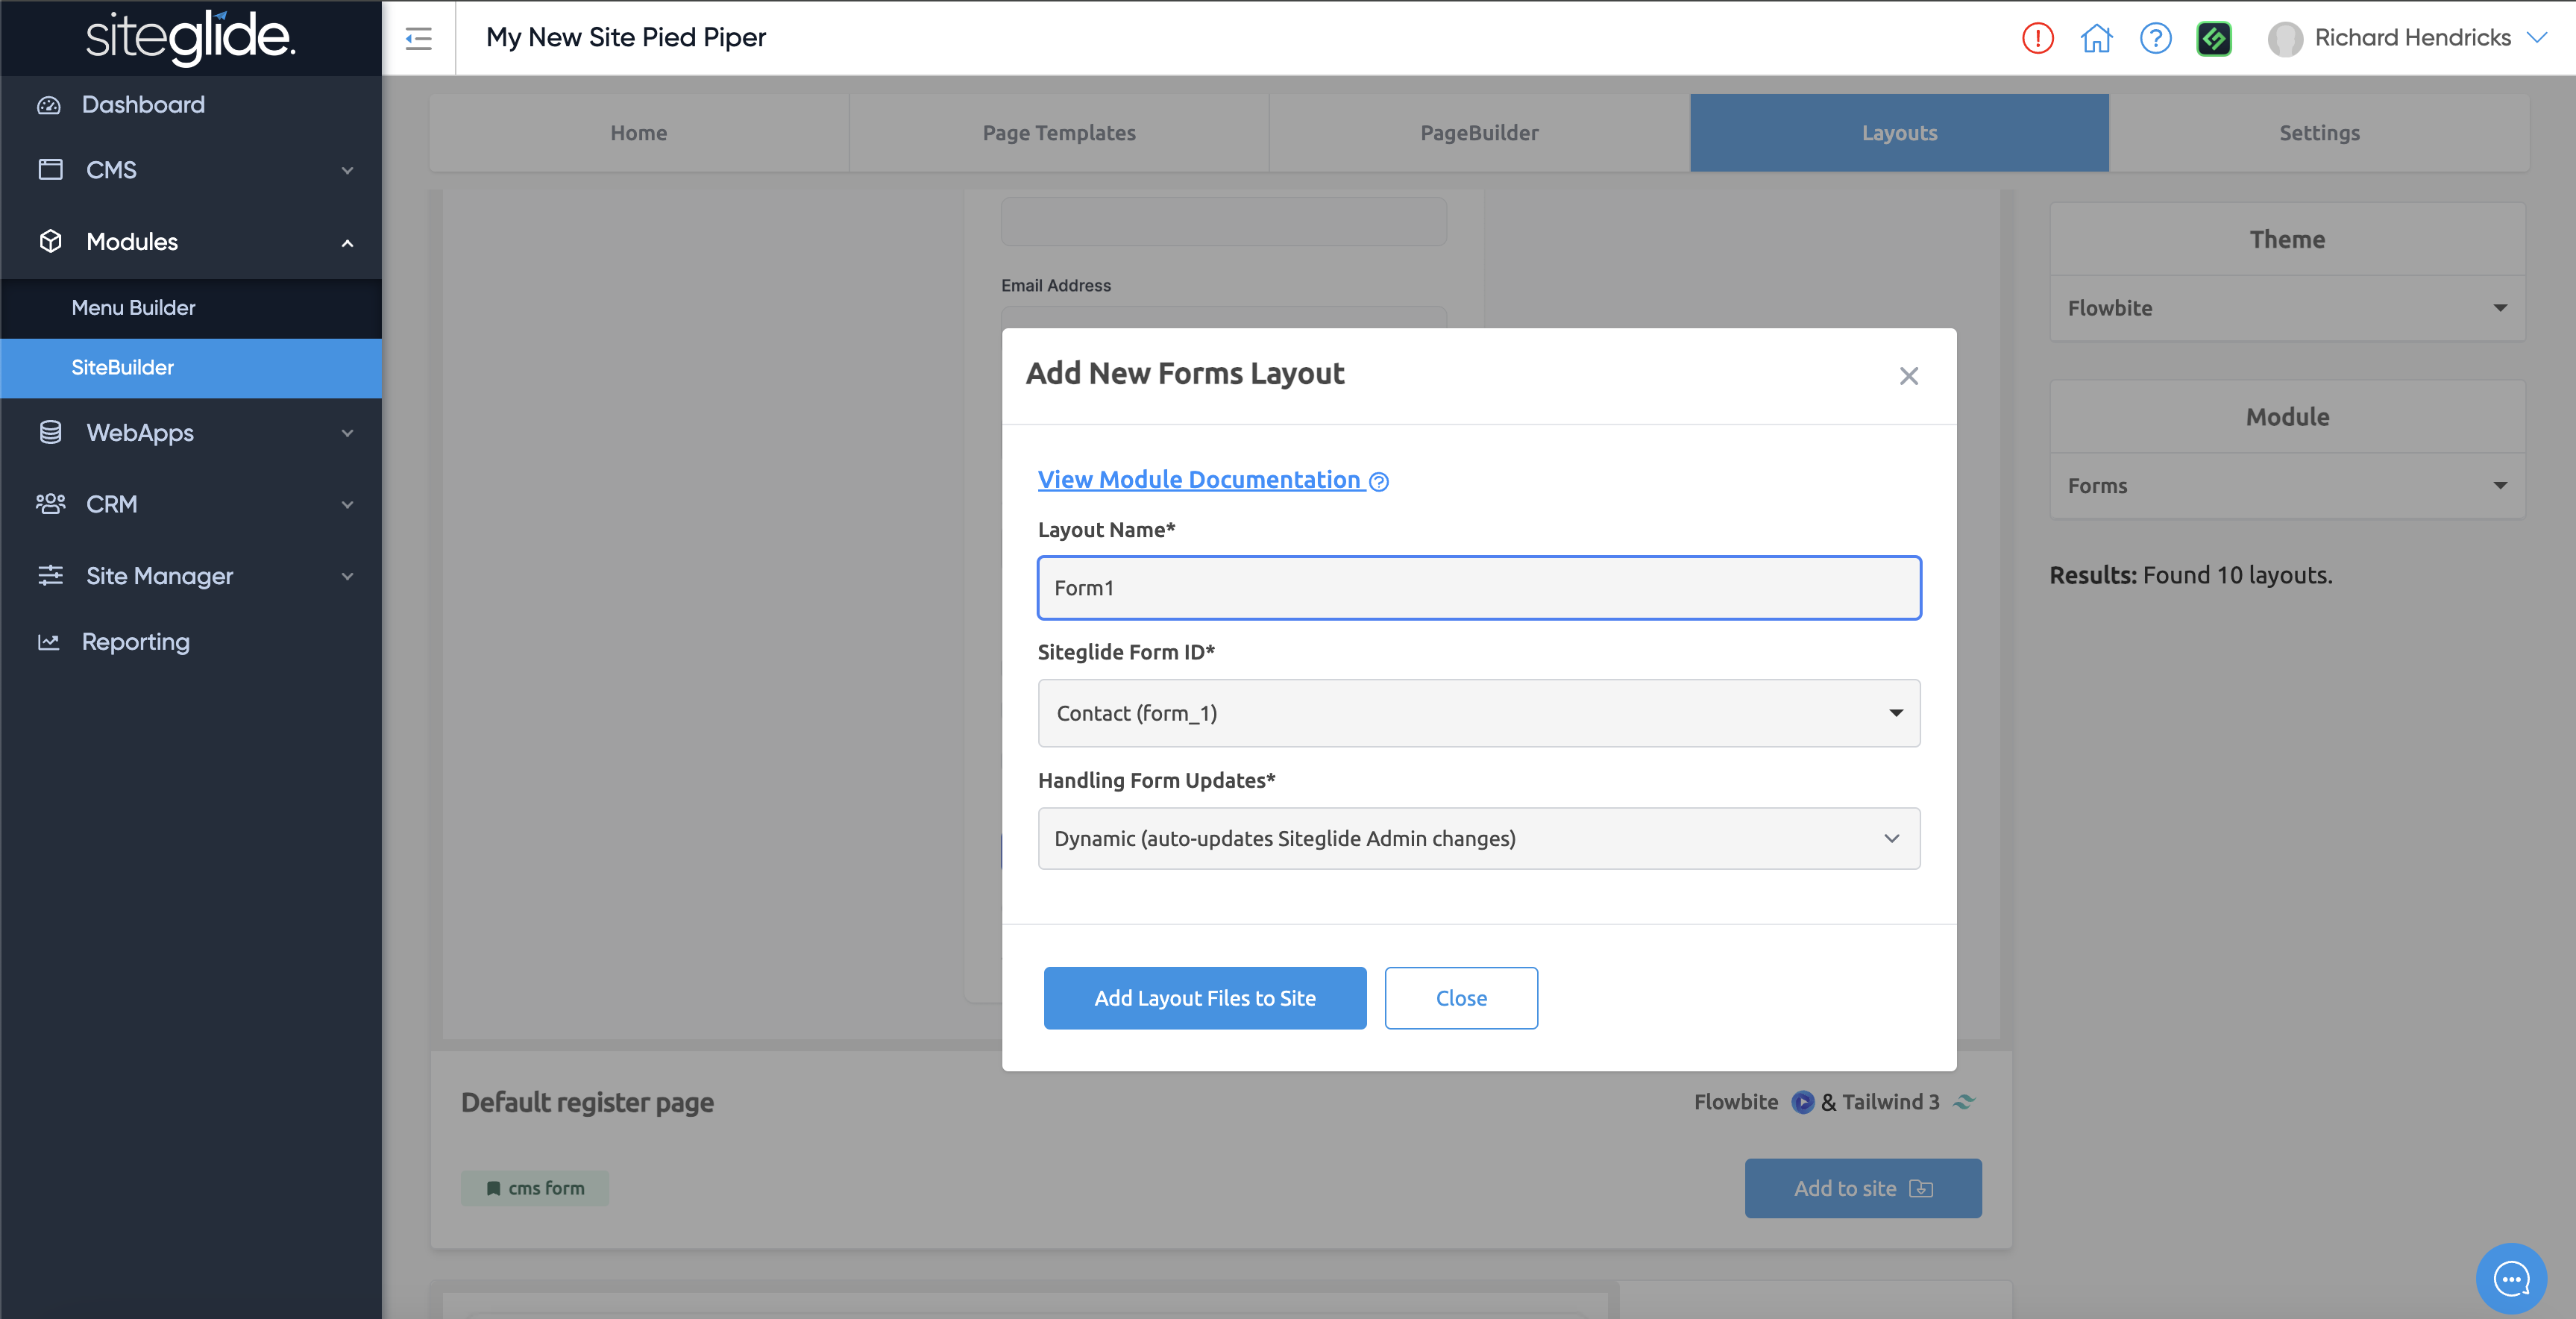 siteglide.
My New Site Pied Piper
Richard Hendricks
Dashboard
CMS
Modules
Menu Builder
SiteBuilder
WebApps
CRM
Site Manager
Reporting
Home
Page Templates
PageBuilder
Layouts
Settings
Email Address
Theme
Flowbite
Module
Forms
Results: Found 10 layouts.
Add New Forms Layout
View Module Documentation
Layout Name*
Form1
Siteglide Form ID*
Contact (form_1)
Handling Form Updates*
Dynamic (auto-updates Siteglide Admin changes)
Add Layout Files to Site
Close
Default register page
Flowbite & Tailwind 3
cms form
Add to site